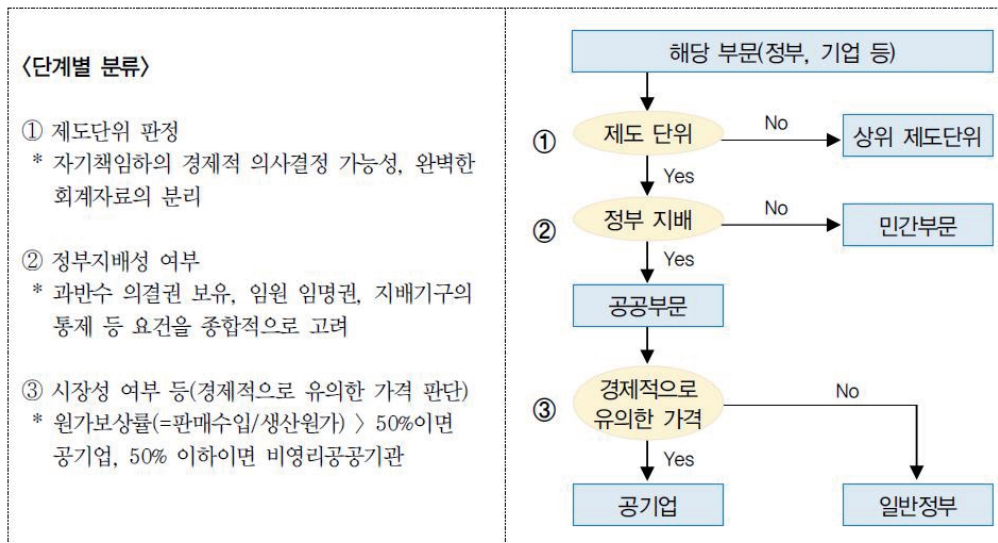 〈단계별 분류〉
① 제도단위 판정
* 자기책임하의 경제적 의사결정 가능성, 완벽한
회계자료의 분리
② 정부지배성 여부
* 과반수 의결권 보유, 임원 임명권, 지배기구의
통제 등 요건을 종합적으로 고려
③ 시장성 여부 등(경제적으로 유의한 가격 판단)
* 원가보상률(=판매수입/생산원가) 〉 50%이면
공기업, 50% 이하이면 비영리공공기관
해당 부문(정부, 기업 등)
① 제도 단위 No 상위 제도단위
Yes
② 정부 지배 No 민간부문
Yes
공공부문
③ 경제적으로 No
유의한 가격
Yes
공기업 일반정부